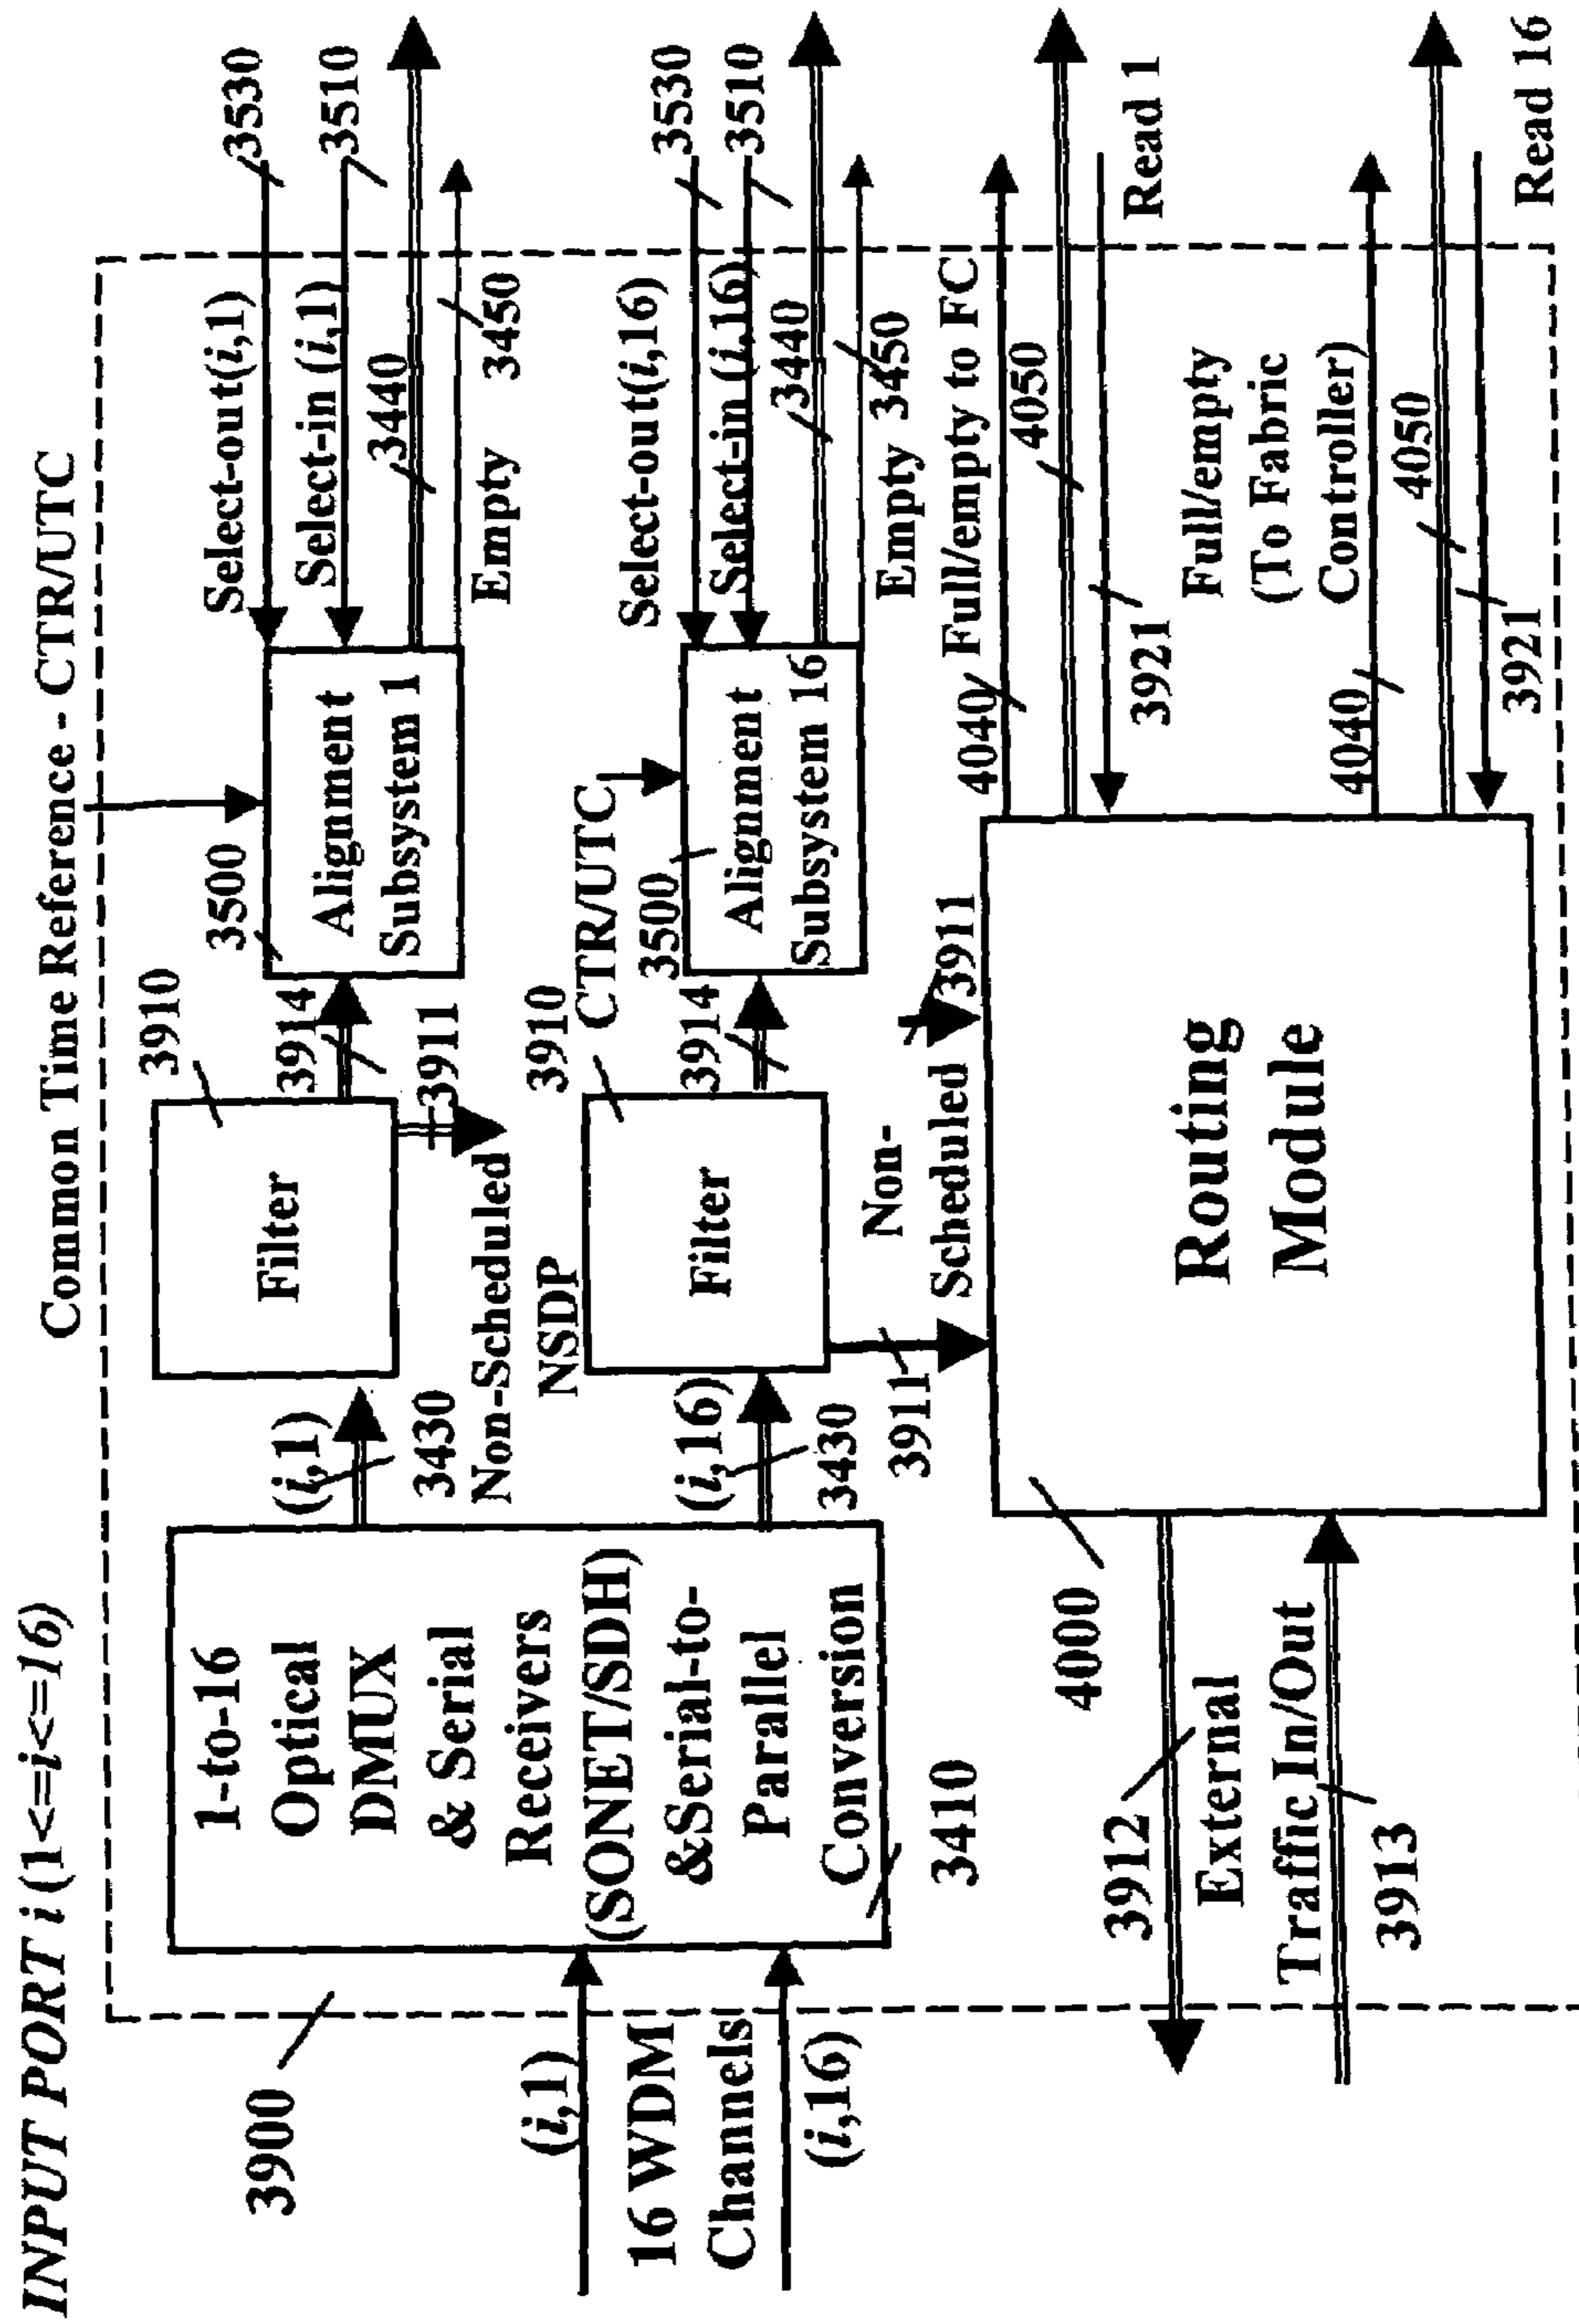 INPUT PORT i (1<=i<=16)
Common Time Reference - CTR/UTC
3900
(i,1)
16 WDM
Channels
(i,16)
1-to-16
Optical
DMUX
& Serial
Receivers
(SONET/SDH)
&Serial-to-
Parallel
Conversion
3410
(i,1)
3430
Non-Scheduled
NSDP
(i,16)
3430
Filter
3910
3914
3911
Filter
3910
3914
3911
3500
Alignment
Subsystem 1
CTR/UTC
3500
Alignment
Subsystem 16
Select-out(i,1)
3530
Select-in (i,1)
3510
3440
Empty 3450
Select-out(i,16)
3530
Select-in (i,16)
3510
3440
Empty 3450
Non-
Scheduled
3911
Routing
Module
4000
3912
External
Traffic In/Out
3913
4040
Full/empty to FC
4050
3921
Read 1
Full/empty
(To Fabric
Controller)
4040
4050
3921
Read 16